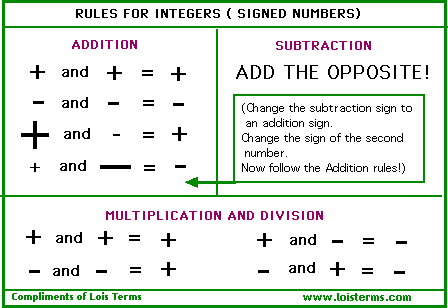 RULES FOR INTEGERS ( SIGNED NUMBERS)
ADDITION
+ and + = +
- and - = -
+ and - = +
+ and — = -
SUBTRACTION
ADD THE OPPOSITE!
(Change the subtraction sign to
an addition sign.
Change the sign of the second
number.
Now follow the Addition rules!)
MULTIPLICATION AND DIVISION
+ and + = +
- and - = +
+ and - = -
- and + = -
Compliments of Lois Terms
www.loisterms.com